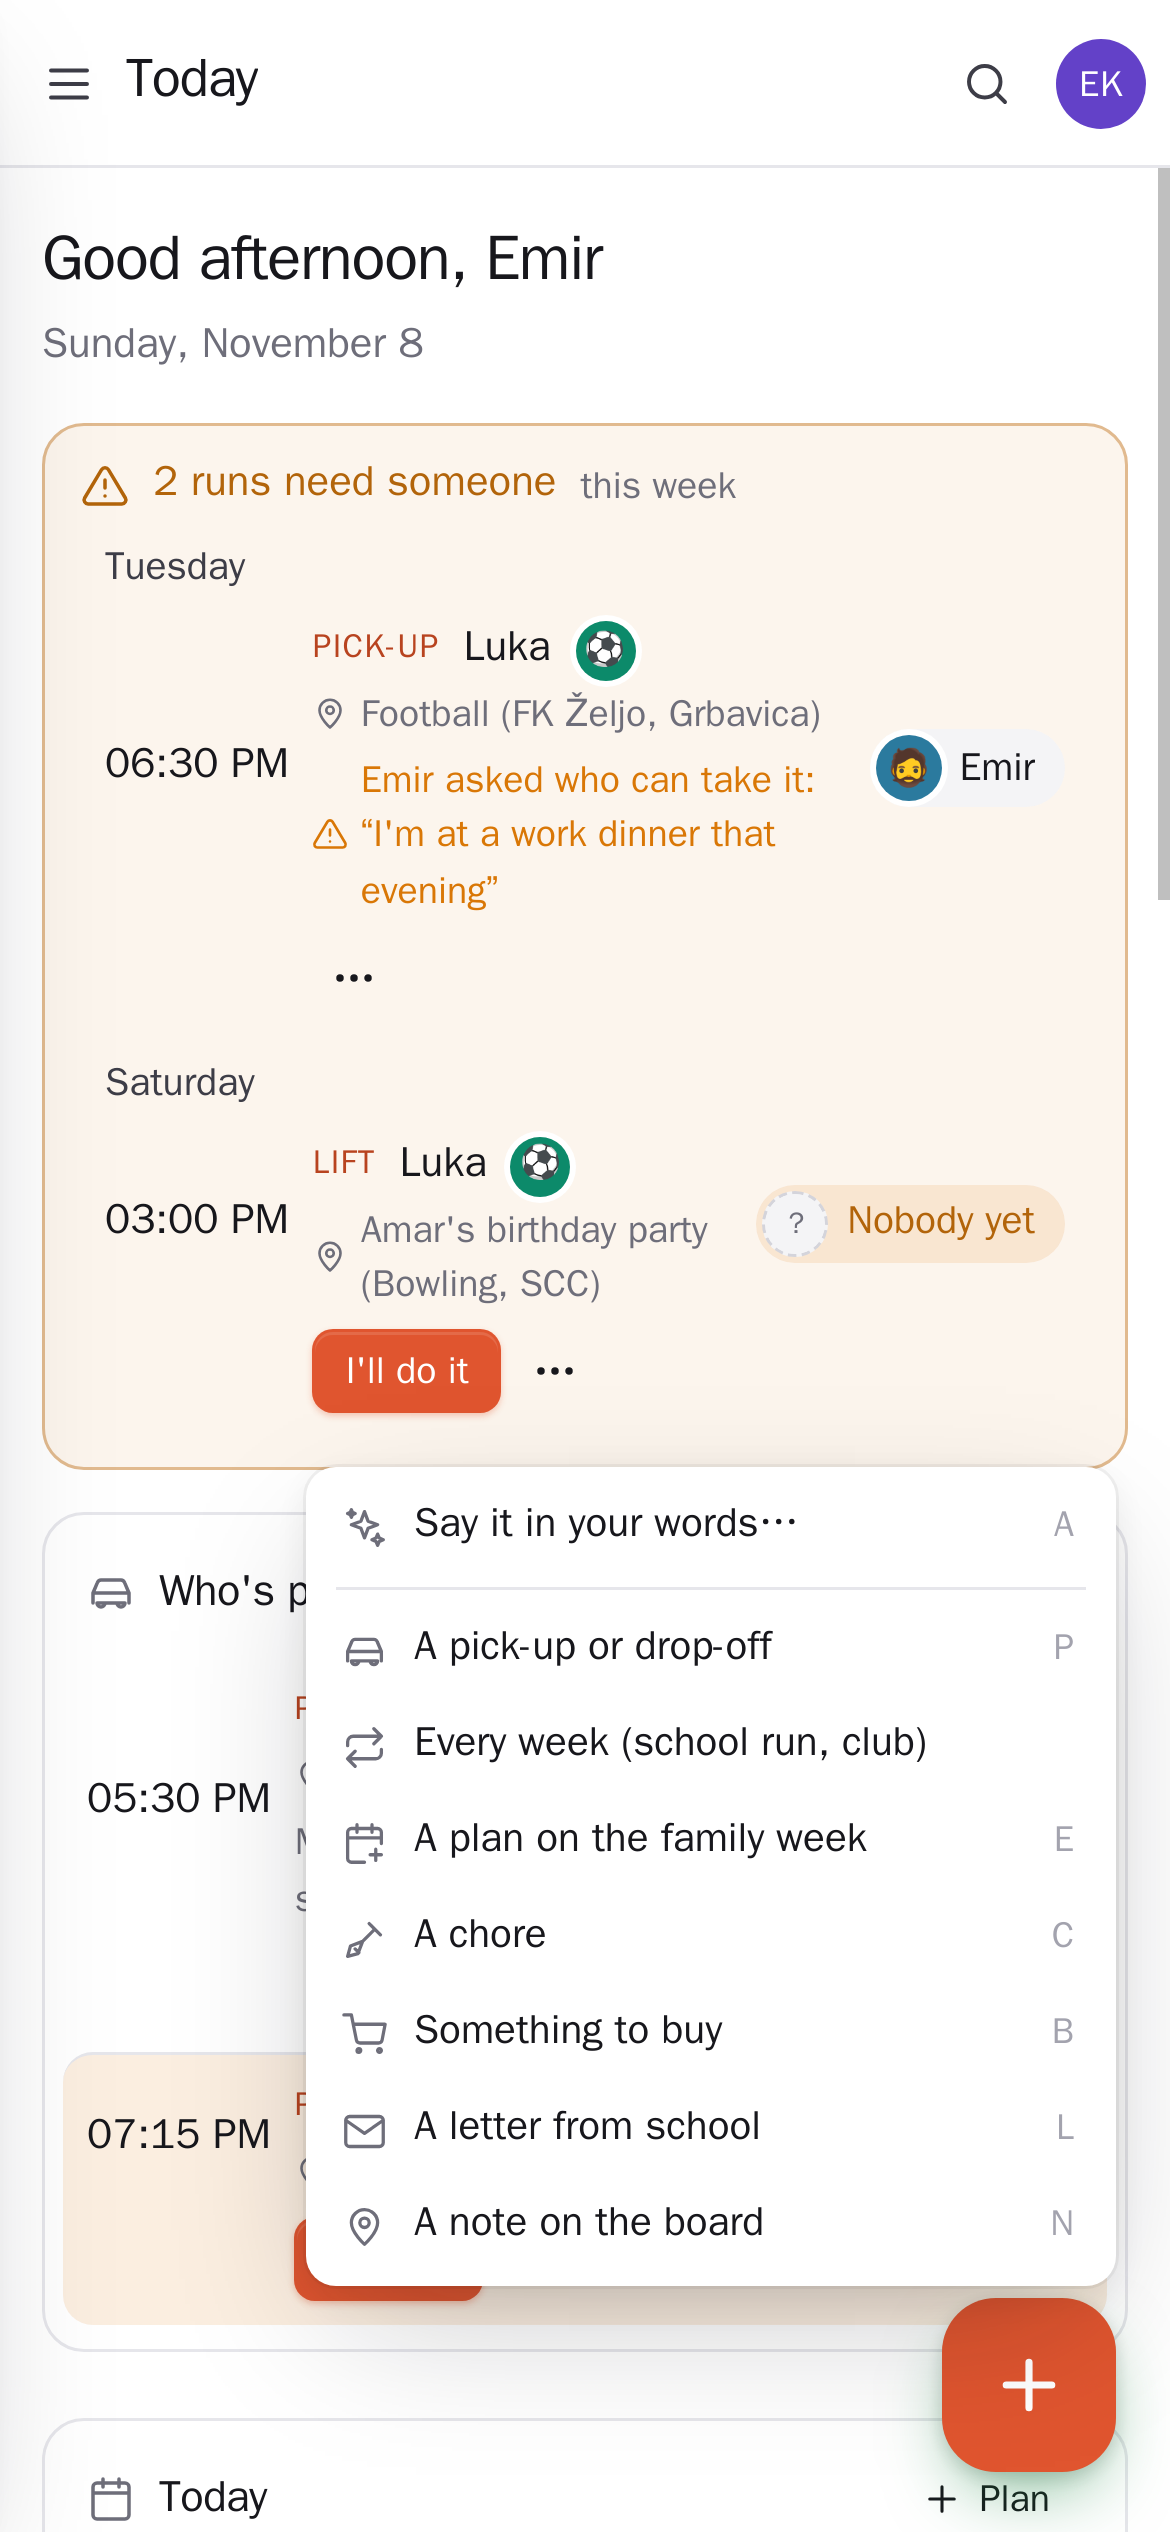 Today
EK
Good afternoon, Emir
Sunday, November 8
2 runs need someone this week
Tuesday
PICK-UP Luka
Football (FK Željo, Grbavica)
06:30 PM
Emir
Emir asked who can take it:
“I'm at a work dinner that
evening”
Saturday
LIFT Luka
03:00 PM
Amar's birthday party
(Bowling, SCC)
? Nobody yet
I'll do it
Say it in your words… A
Who's p
A pick-up or drop-off P
Every week (school run, club)
05:30 PM
A plan on the family week E
A chore C
Something to buy B
07:15 PM
A letter from school L
A note on the board N
Today
Plan